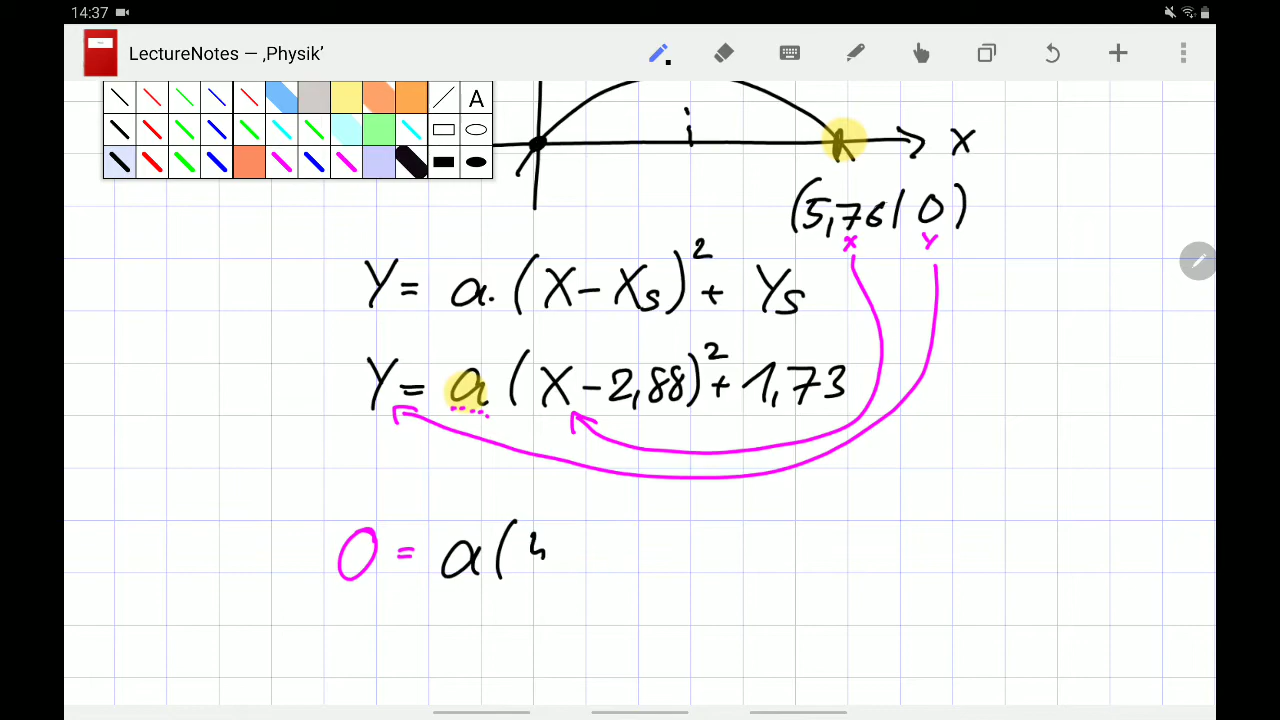 14:37
LectureNotes — ‚Physik‘
A
x
(5,76 | 0)
x y
Y = a · (X - Xs)² + Ys
Y = a (X - 2,88)² + 1,73
0 = a (